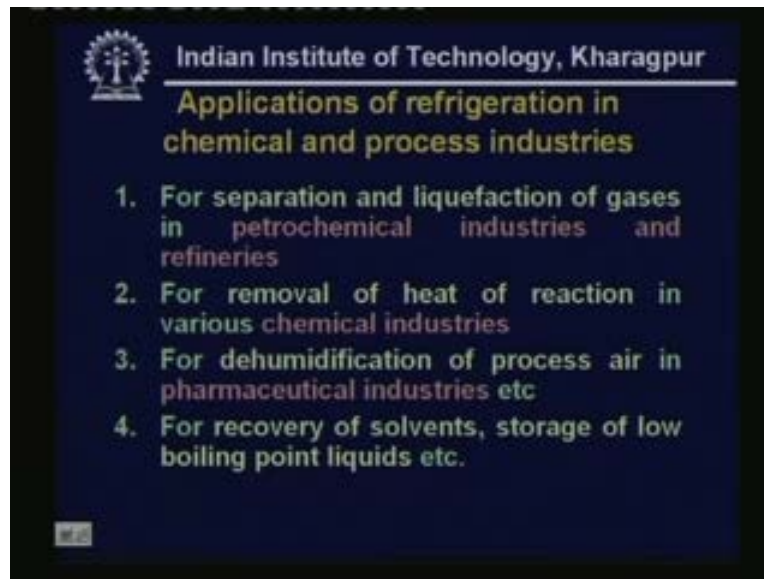 Indian Institute of Technology, Kharagpur
Applications of refrigeration in
chemical and process industries
1. For separation and liquefaction of gases
in petrochemical industries and
refineries
2. For removal of heat of reaction in
various chemical industries
3. For dehumidification of process air in
pharmaceutical industries etc
4. For recovery of solvents, storage of low
boiling point liquids etc.